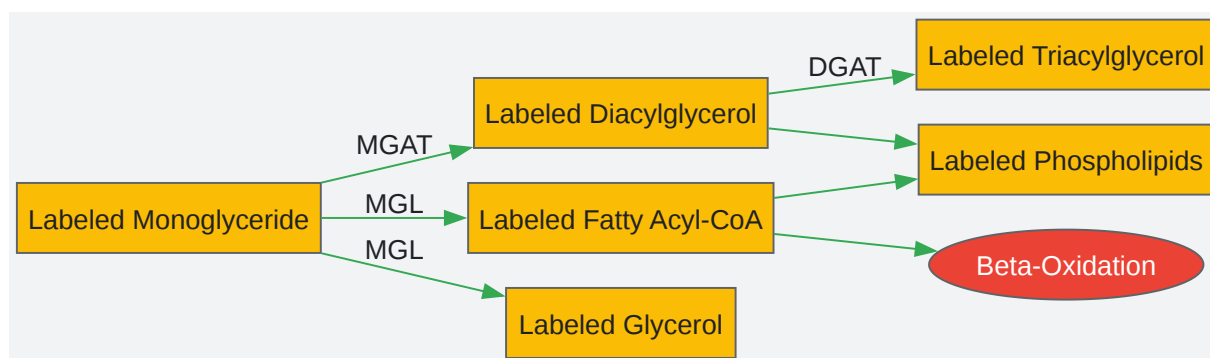 Labeled Monoglyceride
MGAT
MGL
MGL
Labeled Diacylglycerol
Labeled Fatty Acyl-CoA
Labeled Glycerol
DGAT
Labeled Triacylglycerol
Labeled Phospholipids
Beta-Oxidation